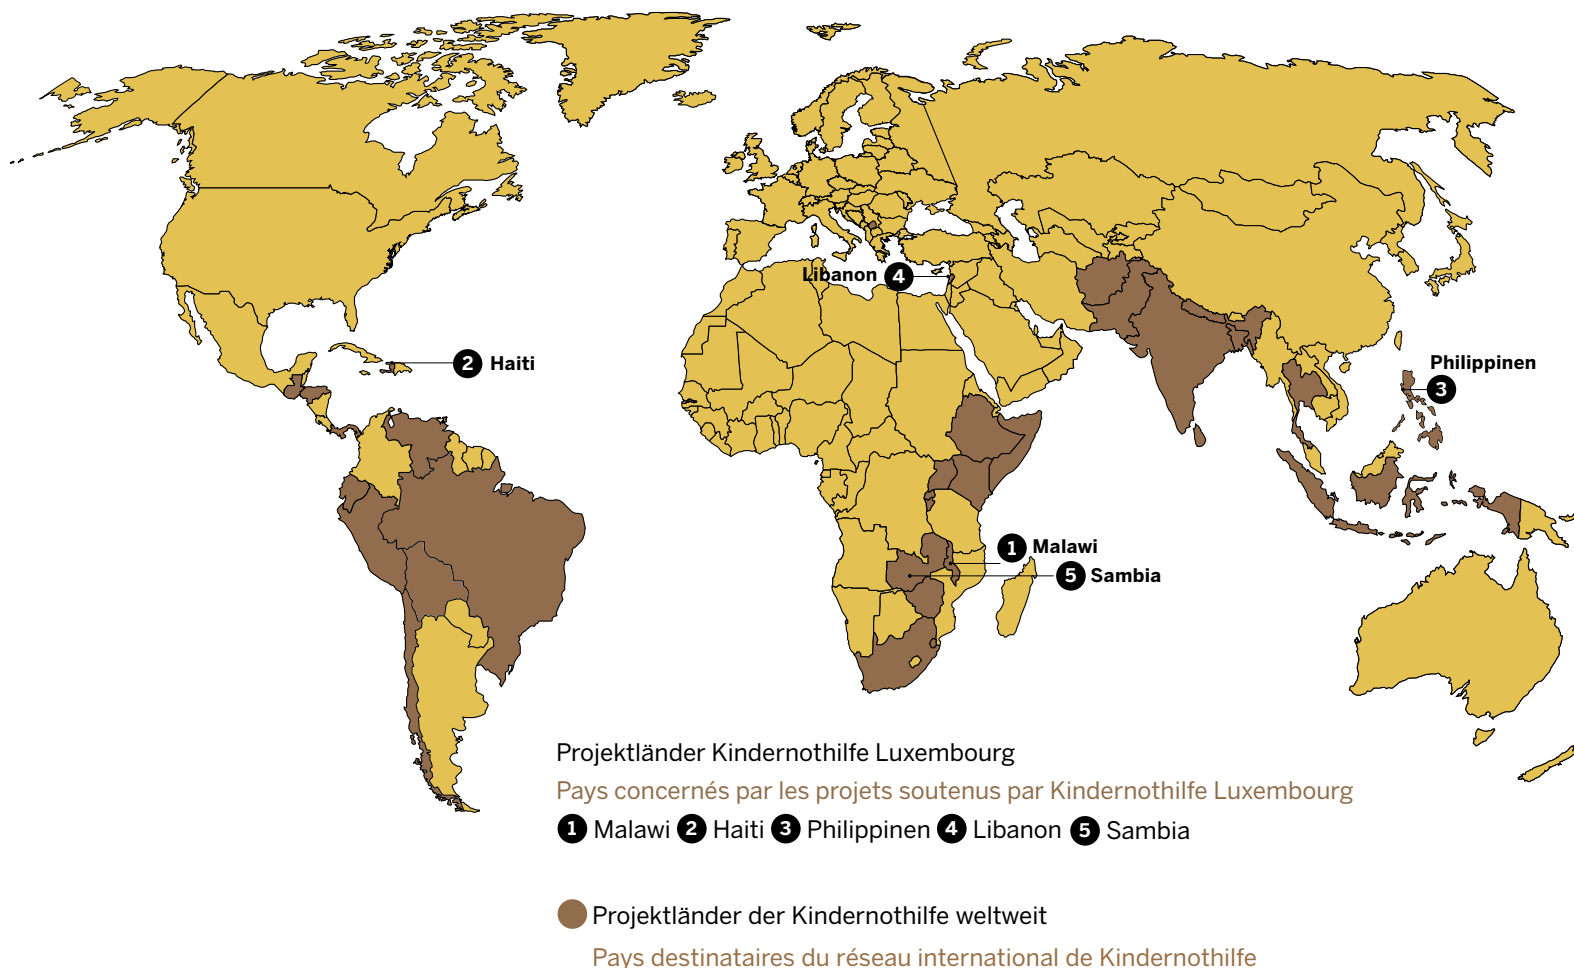 Libanon 4
2 Haiti
Philippinen
3
1 Malawi
5 Sambia
Projektländer Kindernothilfe Luxembourg
Pays concernés par les projets soutenus par Kindernothilfe Luxembourg
1 Malawi 2 Haiti 3 Philippinen 4 Libanon 5 Sambia
Projektländer der Kindernothilfe weltweit
Pays destinataires du réseau international de Kindernothilfe